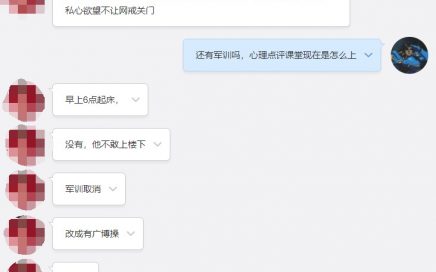 私心欲望不让网戒关门
还有军训吗，心理点评课堂现在是怎么上
早上6点起床，
没有，他不敢上楼下
军训取消
改成有广博操